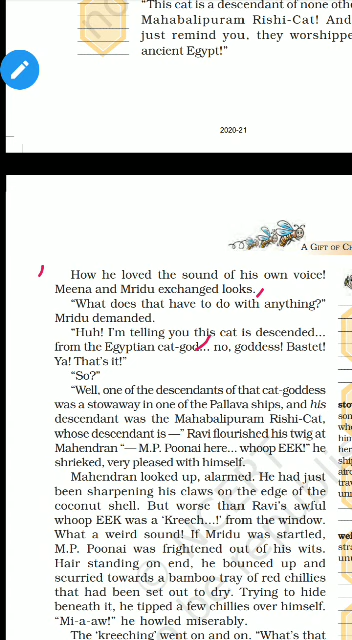 "This cat is a descendant of none
Mahabalipuram Rishi-Cat! And
just remind you, they
ancient Egypt!"
2020-21
A GIFT OF
How he loved the sound of his own voice!
Meena and Mridu exchanged looks.
"What does that have to do with anything?"
Mridu demanded.
"Huh! I'm telling you this cat is descended...
from the Egyptian cat-god... no, goddess! Bastet!
Ya! That's it!"
"So?"
"Well, one of the descendants of that cat-goddess
was a stowaway in one of the Pallava ships, and his
descendant was the Mahabalipuram Rishi-Cat,
whose descendant is —" Ravi flourished his twig at
Mahendran "— M.P. Poonai here... whoop EEK!" he
shrieked, very pleased with himself.
Mahendran looked up, alarmed. He had just
been sharpening his claws on the edge of the
coconut shell. But worse than Ravi's awful
whoop EEK was a 'Kreech...!' from the window.
What a weird sound! If Mridu was startled,
M.P. Poonai was frightened out of his wits.
Hair standing on end, he bounced up and
scurried towards a bamboo tray of red chillies
that had been set out to dry. Trying to hide
beneath it, he tipped a few chillies over himself.
"Mi-a-aw!" he howled miserably.
The 'kreeching' went on and on. "What's that